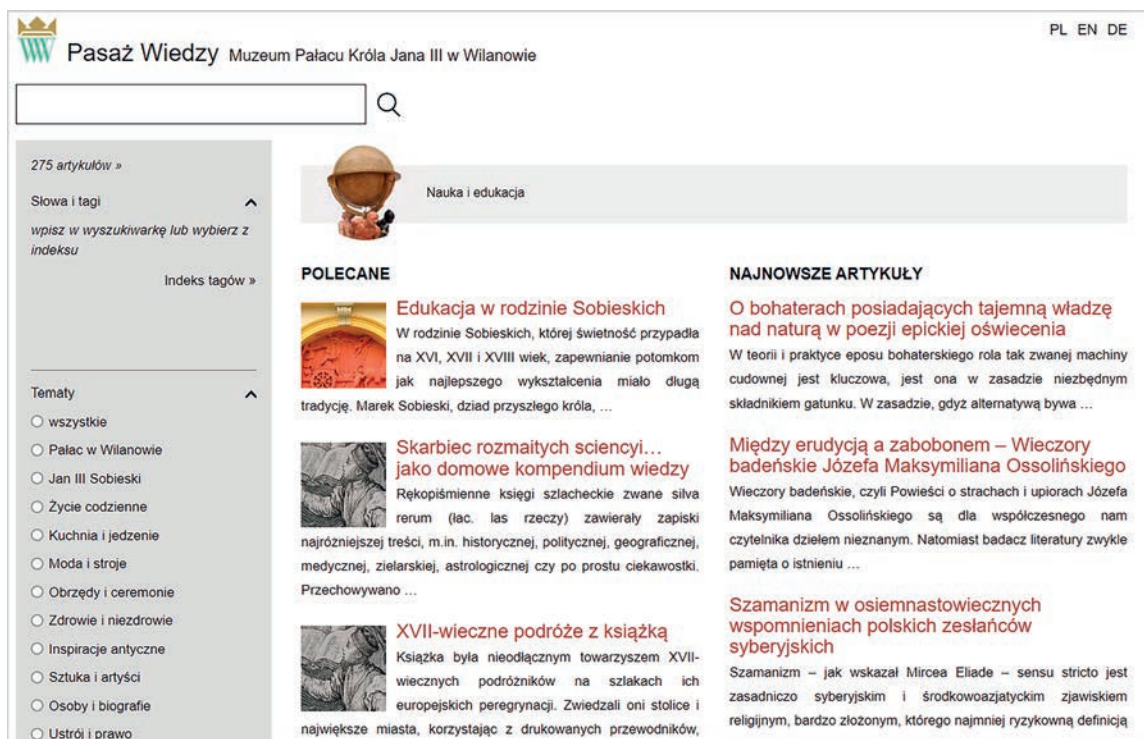 Pasaż Wiedzy Muzeum Pałacu Króla Jana III w Wilanowie
PL EN DE
275 artykułów »
Słowa i tagi
wpisz w wyszukiwarkę lub wybierz z
indeksu
Indeks tagów »
Tematy
wszystkie
Pałac w Wilanowie
Jan III Sobieski
Życie codzienne
Kuchnia i jedzenie
Moda i stroje
Obrzędy i ceremonie
Zdrowie i niezdrowie
Inspiracje antyczne
Sztuka i artyści
Osoby i biografie
Ustrój i prawo
Nauka i edukacja
POLECANE
Edukacja w rodzinie Sobieskich
W rodzinie Sobieskich, której świetność przypadła
na XVI, XVII i XVIII wiek, zapewnianie potomkom
jak najlepszego wykształcenia miało długą
tradycję. Marek Sobieski, dziad przyszłego króla, …
Skarbiec rozmaitych sciencyi…
jako domowe kompendium wiedzy
Rękopiśmienne księgi szlacheckie zwane silva
rerum (łac. las rzeczy) zawierały zapiski
najróżniejszej treści, m.in. historycznej, politycznej, geograficznej,
medycznej, zielarskiej, astrologicznej czy po prostu ciekawostki.
Przechowywano …
XVII-wieczne podróże z książką
Książka była nieodłącznym towarzyszem XVII-
wiecznych podróżników na szlakach ich
europejskich peregrynacji. Zwiedzali oni stolice i
największe miasta, korzystając z drukowanych przewodników,
NAJNOWSZE ARTYKUŁY
O bohaterach posiadających tajemną władzę
nad naturą w poezji epickiej oświecenia
W teorii i praktyce eposu bohaterskiego rola tak zwanej machiny
cudownej jest kluczowa, jest ona w zasadzie niezbędnym
składnikiem gatunku. W zasadzie, gdyż alternatywą bywa …
Między erudycją a zabobonem – Wieczory
badeńskie Józefa Maksymiliana Ossolińskiego
Wieczory badeńskie, czyli Powieści o strachach i upiorach Józefa
Maksymiliana Ossolińskiego są dla współczesnego nam
czytelnika dziełem nieznanym. Natomiast badacz literatury zwykle
pamięta o istnieniu …
Szamanizm w osiemnastowiecznych
wspomnieniach polskich zesłańców
syberyjskich
Szamanizm – jak wskazał Mircea Eliade – sensu stricto jest
zasadniczo syberyjskim i środkowoazjatyckim zjawiskiem
religijnym, bardzo złożonym, którego najmniej ryzykowną definicją